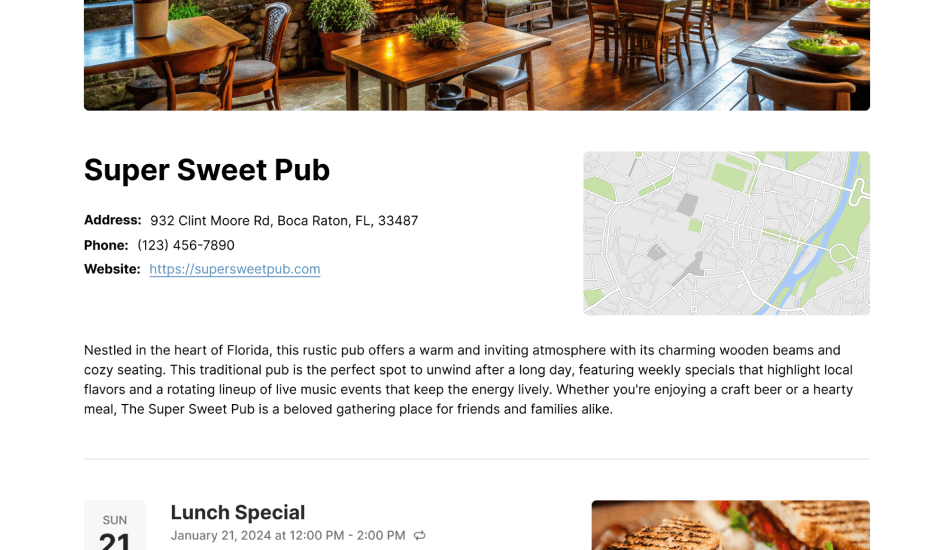 Super Sweet Pub
Address: 932 Clint Moore Rd, Boca Raton, FL, 33487
Phone: (123) 456-7890
Website: https://supersweetpub.com
Nestled in the heart of Florida, this rustic pub offers a warm and inviting atmosphere with its charming wooden beams and
cozy seating. This traditional pub is the perfect spot to unwind after a long day, featuring weekly specials that highlight local
flavors and a rotating lineup of live music events that keep the energy lively. Whether you're enjoying a craft beer or a hearty
meal, The Super Sweet Pub is a beloved gathering place for friends and families alike.
SUN
21
Lunch Special
January 21, 2024 at 12:00 PM - 2:00 PM